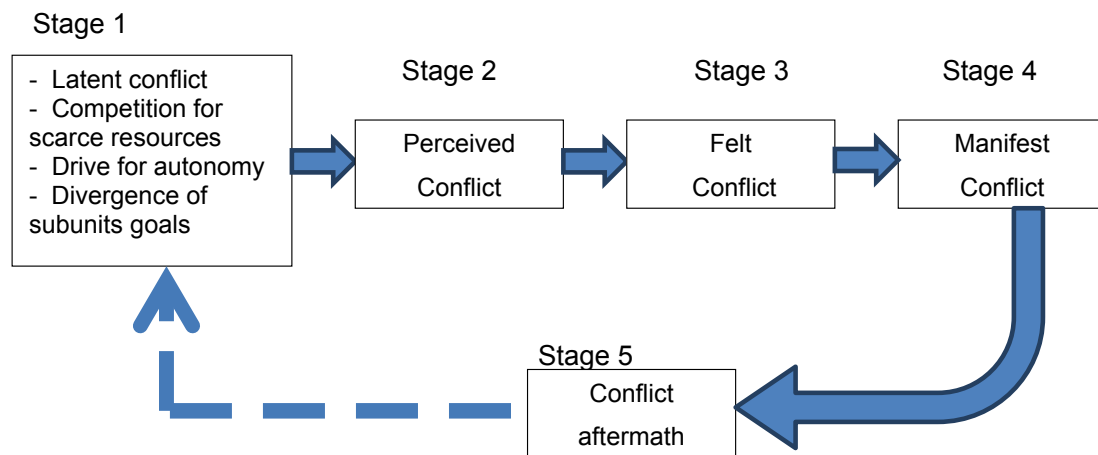 Stage 1
- Latent conflict
- Competition for
scarce resources
- Drive for autonomy
- Divergence of
subunits goals
Stage 2
Perceived
Conflict
Stage 3
Felt
Conflict
Stage 4
Manifest
Conflict
Stage 5
Conflict
aftermath